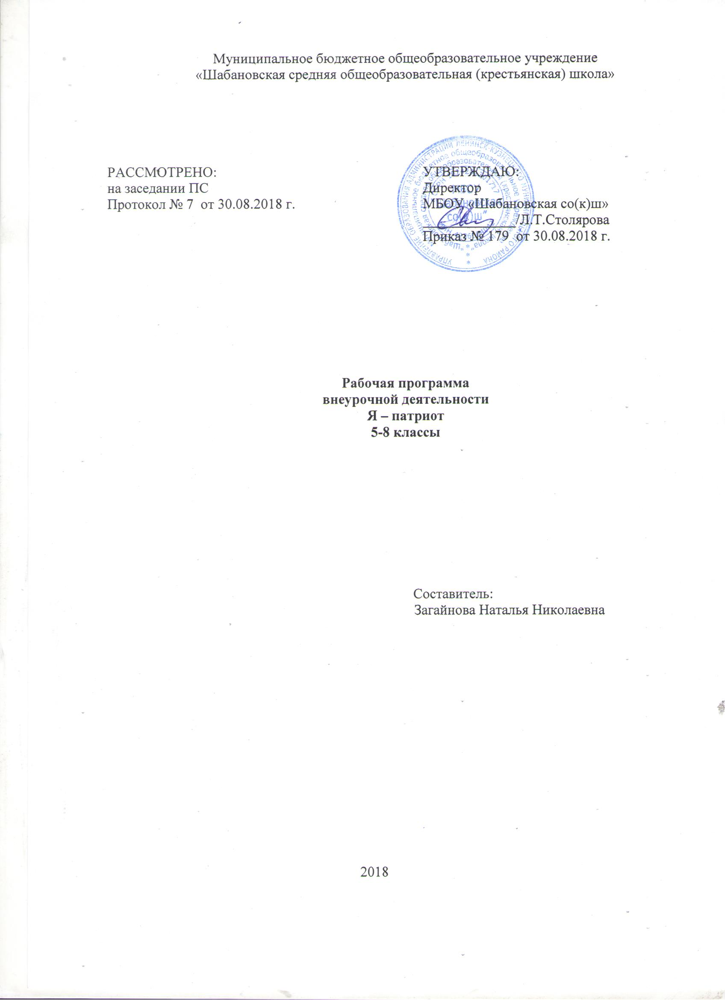 Муниципальное бюджетное общеобразовательное учреждение
«Шабановская средняя общеобразовательная (крестьянская) школа»
РАССМОТРЕНО:
на заседании ПС
Протокол № 7 от 30.08.2018 г.
УТВЕРЖДАЮ:
Директор
МБОУ «Шабановская со(к)ш»
/Л.Т.Столярова
Приказ № 179 от 30.08.2018 г.
УПРАВЛЕНИЕ ОБРАЗОВАНИЯ АДМИНИСТРАЦИИ ЛЕНИНСК-КУЗНЕЦКОГО МУНИЦИПАЛЬНОГО РАЙОНА
Рабочая программа
внеурочной деятельности
Я – патриот
5-8 классы
Составитель:
Загайнова Наталья Николаевна
2018